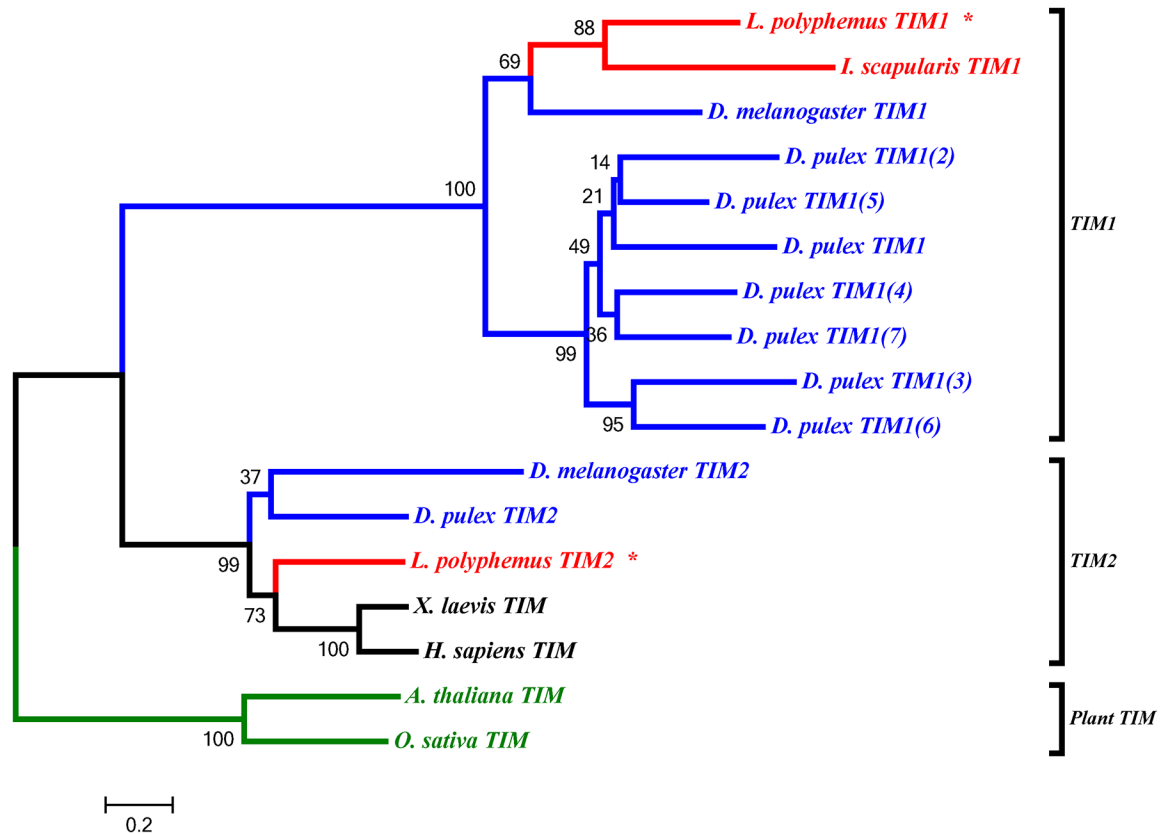 88
L. polyphemus TIM1 *
69
I. scapularis TIM1
D. melanogaster TIM1
14
D. pulex TIM1(2)
100
21
D. pulex TIM1(5)
TIM1
49
D. pulex TIM1
D. pulex TIM1(4)
36
D. pulex TIM1(7)
99
D. pulex TIM1(3)
95
D. pulex TIM1(6)
37
D. melanogaster TIM2
D. pulex TIM2
99
L. polyphemus TIM2 *
TIM2
73
X. laevis TIM
100
H. sapiens TIM
A. thaliana TIM
Plant TIM
100
O. sativa TIM
0.2